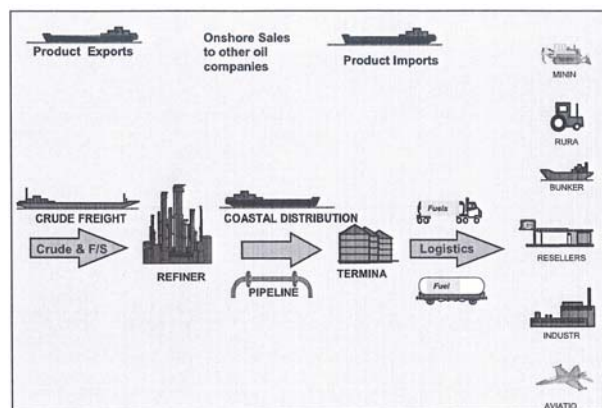 Product Exports
Onshore Sales
to other oil
companies
Product Imports
MININ
RURA
BUNKER
CRUDE FREIGHT
COASTAL DISTRIBUTION
Fuels
Crude & F/S
REFINER
TERMINA
Logistics
RESELLERS
PIPELINE
Fuel
INDUSTR
AVIATIO